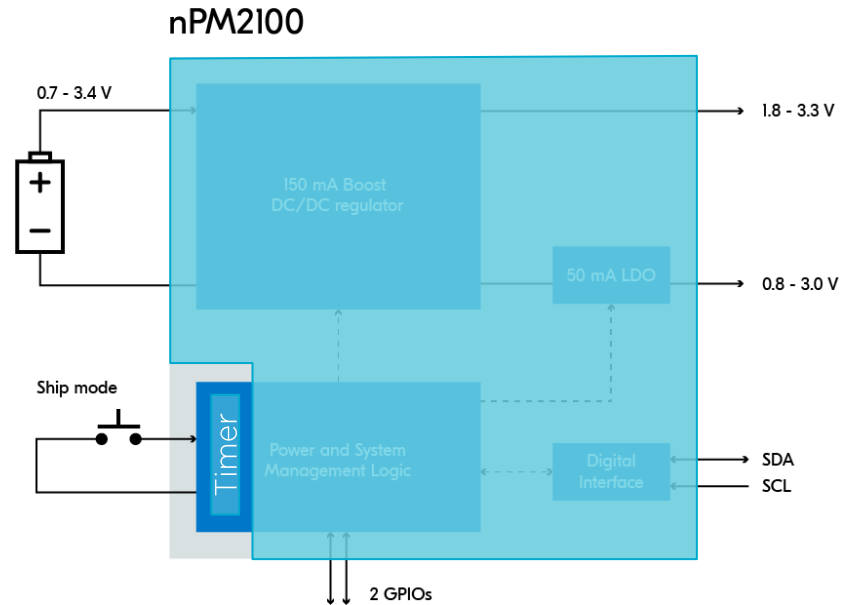 nPM2100
0.7 - 3.4 V
1.8 - 3.3 V
150 mA Boost
DC/DC regulator
50 mA LDO
0.8 - 3.0 V
Ship mode
Timer
Power and System
Management Logic
Digital
Interface
SDA
SCL
2 GPIOs